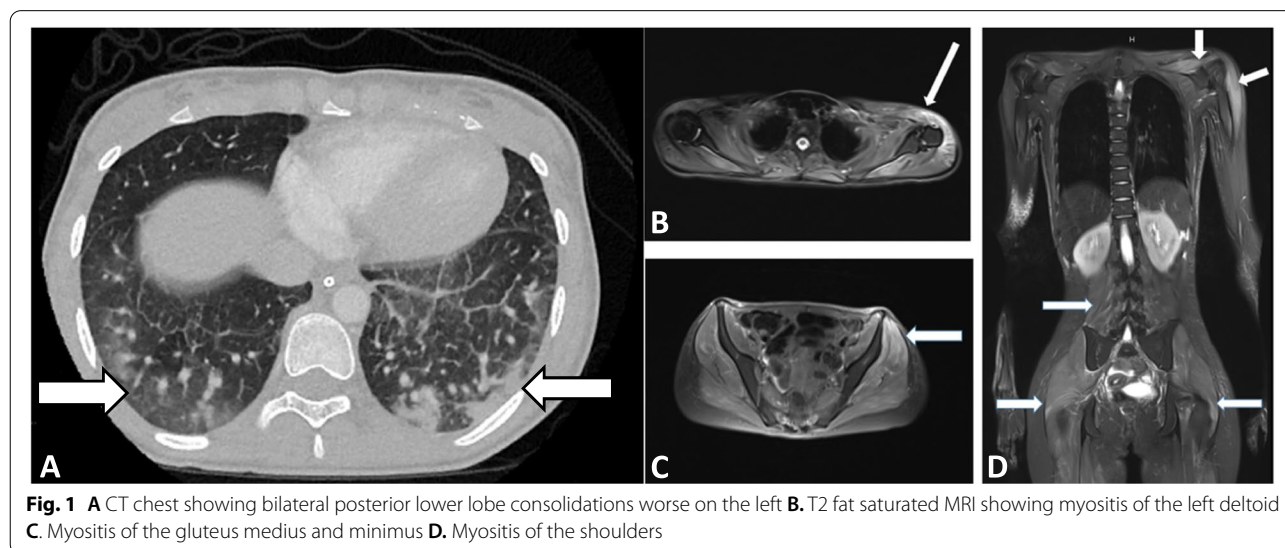 A
B
C
H
D
Fig. 1 A CT chest showing bilateral posterior lower lobe consolidations worse on the left B. T2 fat saturated MRI showing myositis of the left deltoid
C. Myositis of the gluteus medius and minimus D. Myositis of the shoulders